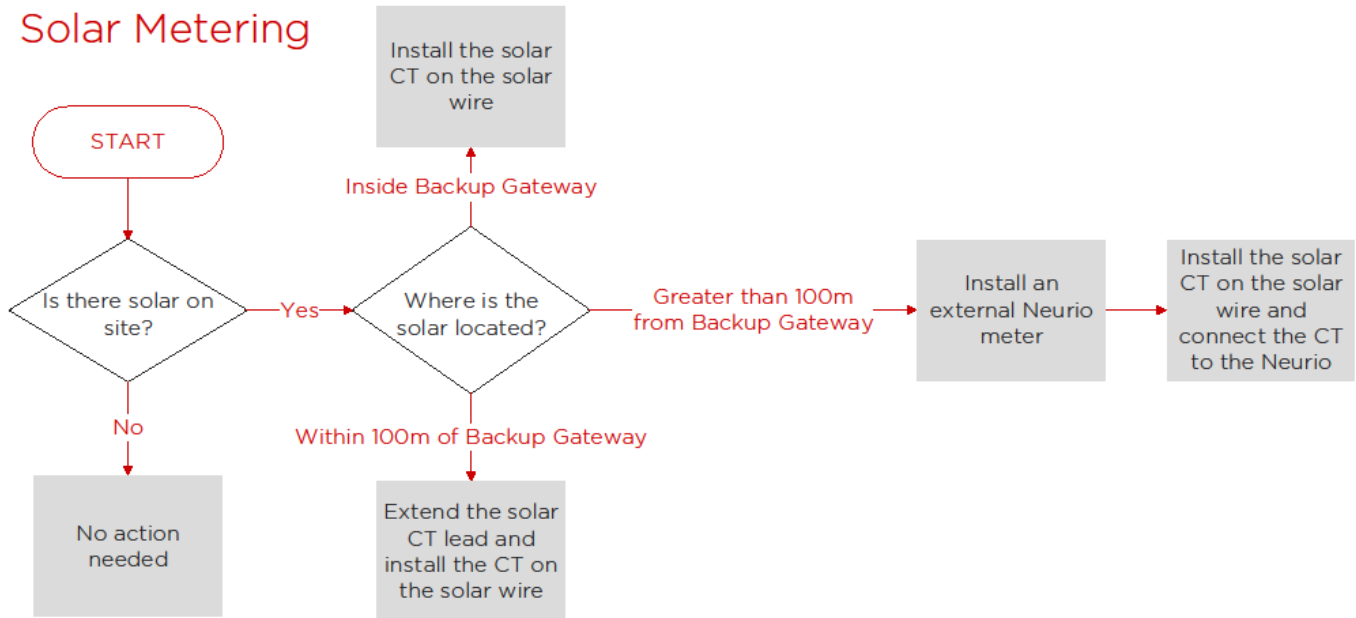 Solar Metering
START
Is there solar on
site?
Yes
No
No action
needed
Where is the
solar located?
Inside Backup Gateway
Install the solar
CT on the solar
wire
Within 100m of Backup Gateway
Extend the solar
CT lead and
install the CT on
the solar wire
Greater than 100m
from Backup Gateway
Install an
external Neurio
meter
Install the solar
CT on the solar
wire and
connect the CT
to the Neurio